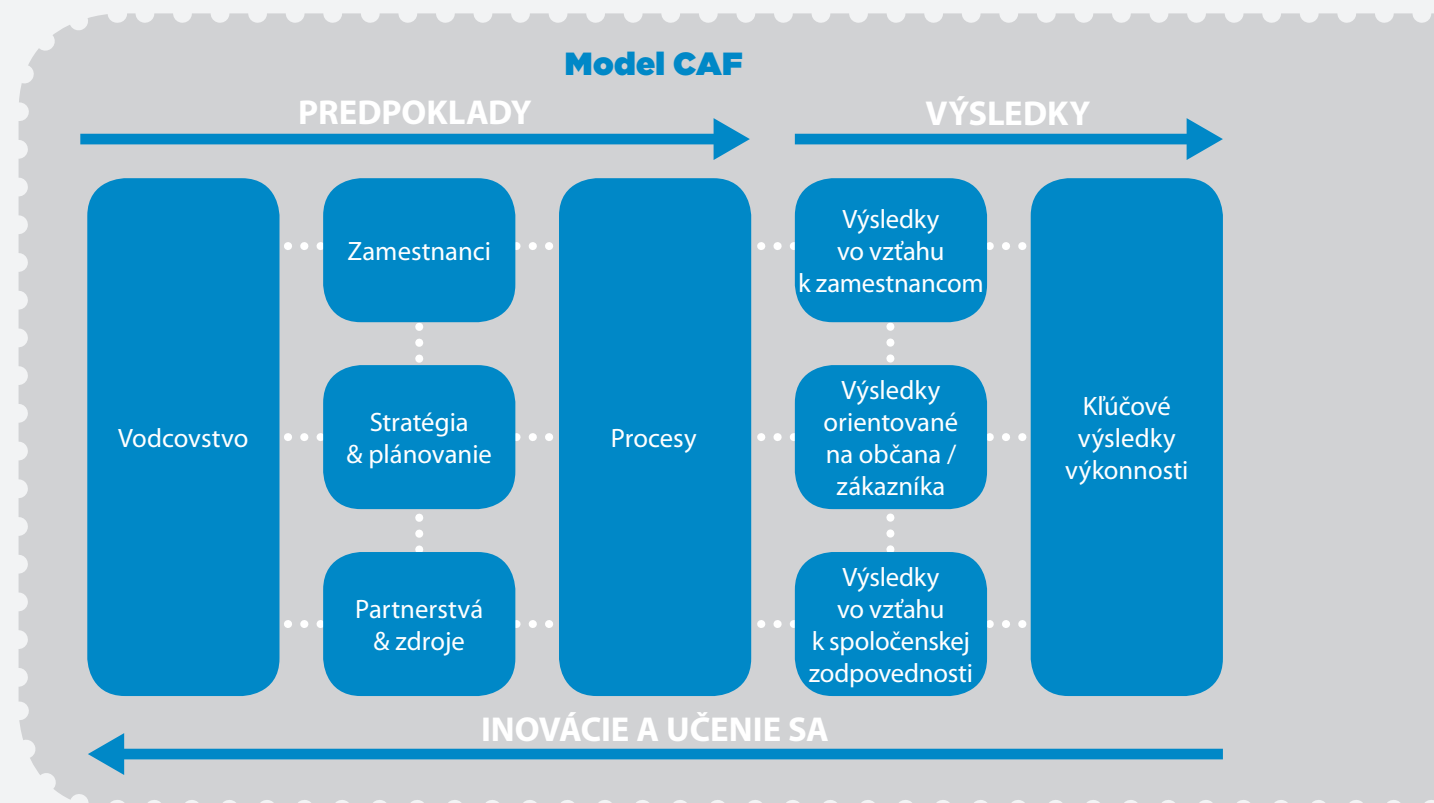 Model CAF
PREDPOKLADY
VÝSLEDKY
Vodcovstvo
Zamestnanci
Stratégia
& plánovanie
Partnerstvá
& zdroje
Procesy
Výsledky
vo vzťahu
k zamestnancom
Výsledky
orientované
na občana /
zákazníka
Výsledky
vo vzťahu
k spoločenskej
zodpovednosti
Kľúčové
výsledky
výkonnosti
INOVÁCIE A UČENIE SA